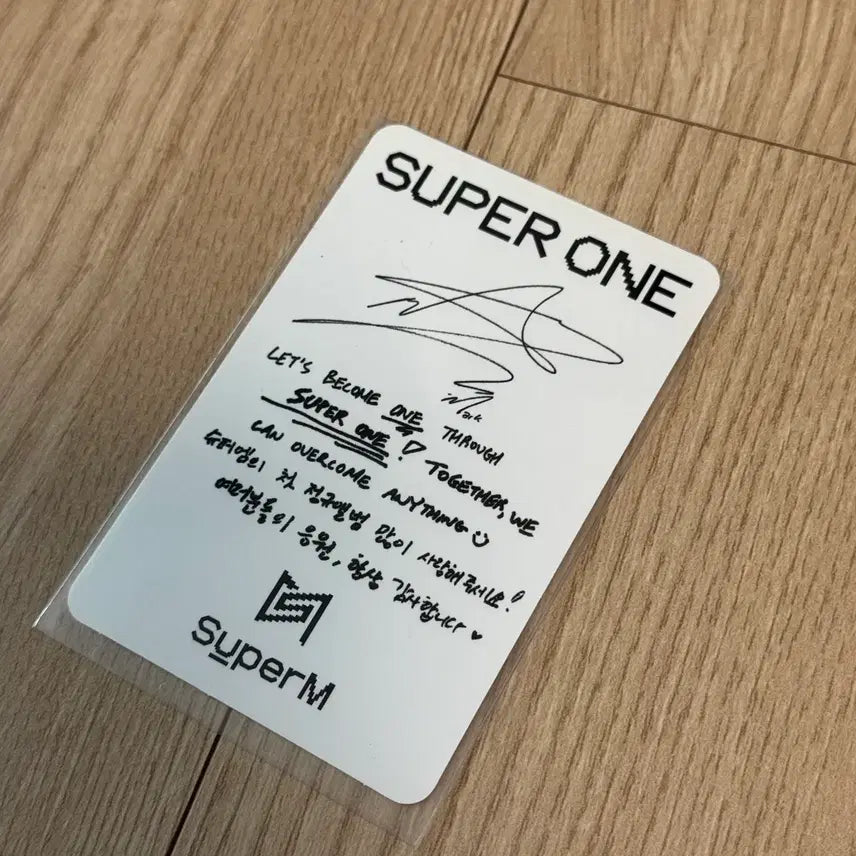 SUPER ONE
Mark
LET'S BECOME ONE THROUGH
SUPER ONE! TOGETHER, WE
CAN OVERCOME ANYTHING
슈퍼엠의 첫 정규앨범 많이 사랑해주세요!
여러분들의 응원, 항상 감사합니다 ♥
SuperM